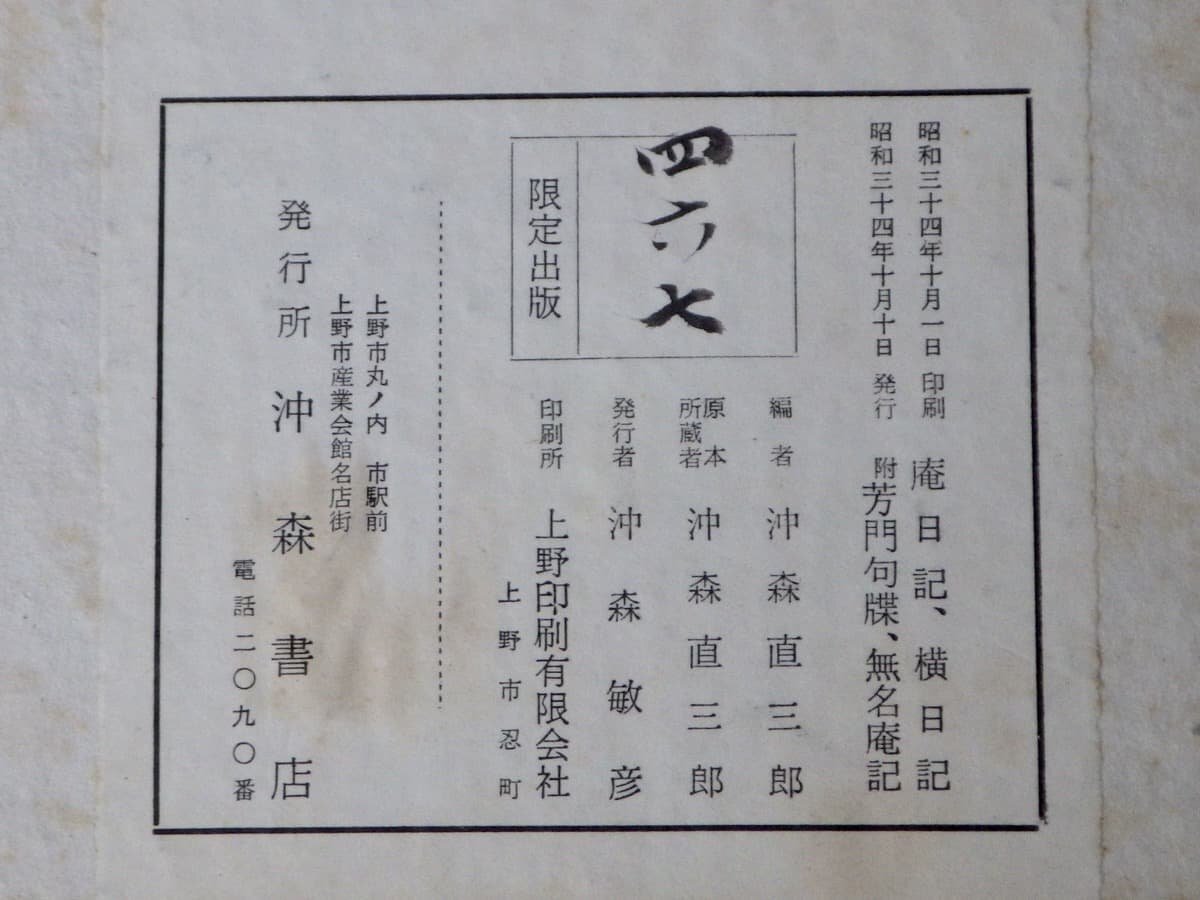 昭和三十四年十月一日 印刷
昭和三十四年十月十日 発行
庵日記、横日記
附 芳門句牒、無名庵記
四六七
限定出版
編者 沖森直三郎
原本所蔵者 沖森直三郎
発行者 沖森敏彦
印刷所 上野印刷有限会社
上野市忍町
上野市丸ノ内 市駅前
上野市産業会館名店街
発行所 沖森書店
電話二〇九〇番